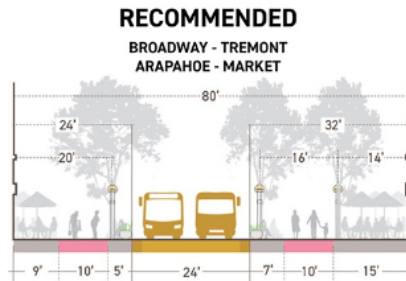 RECOMMENDED
BROADWAY - TREMONT
ARAPAHOE - MARKET
80'
24' 32'
20' 16' 14'
9' 10' 5' 24' 7' 10' 15'